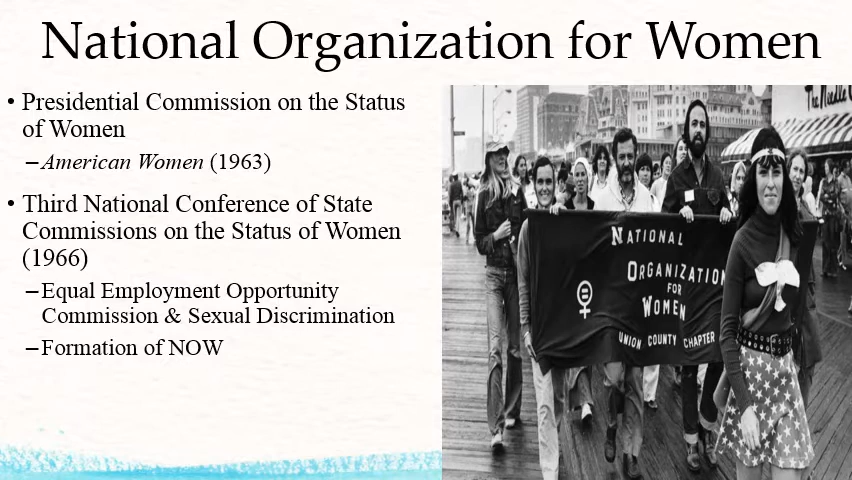 National Organization for Women
• Presidential Commission on the Status
of Women
–American Women (1963)
• Third National Conference of State
Commissions on the Status of Women
(1966)
–Equal Employment Opportunity
Commission & Sexual Discrimination
–Formation of NOW
The Needle
NATIONAL
ORGANIZATION
FOR
WOMEN
UNION COUNTY CHAPTER